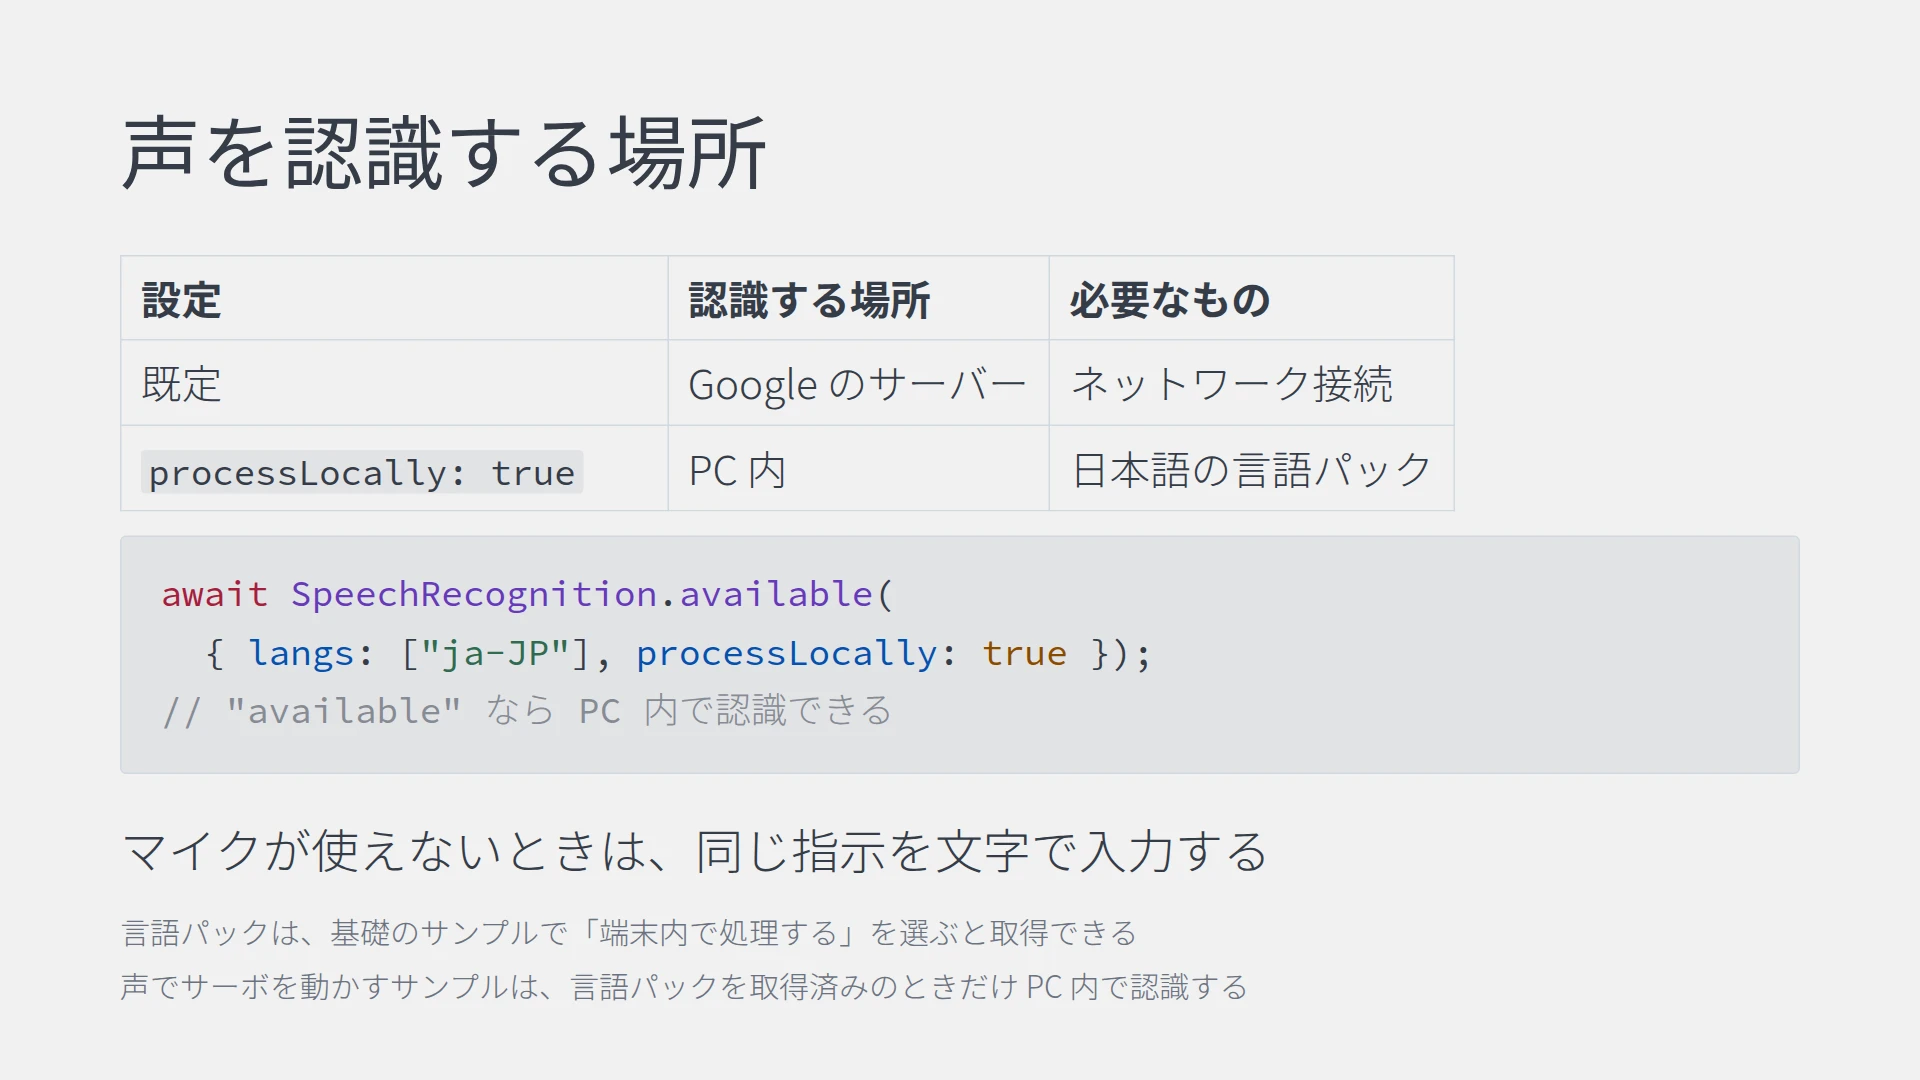 声を認識する場所
設定 認識する場所 必要なもの
既定 Google のサーバー ネットワーク接続
processLocally: true PC 内 日本語の言語パック
await SpeechRecognition.available(
  { langs: ["ja-JP"], processLocally: true });
// "available" なら PC 内で認識できる
マイクが使えないときは、同じ指示を文字で入力する
言語パックは、基礎のサンプルで「端末内で処理する」を選ぶと取得できる
声でサーボを動かすサンプルは、言語パックを取得済みのときだけ PC 内で認識する